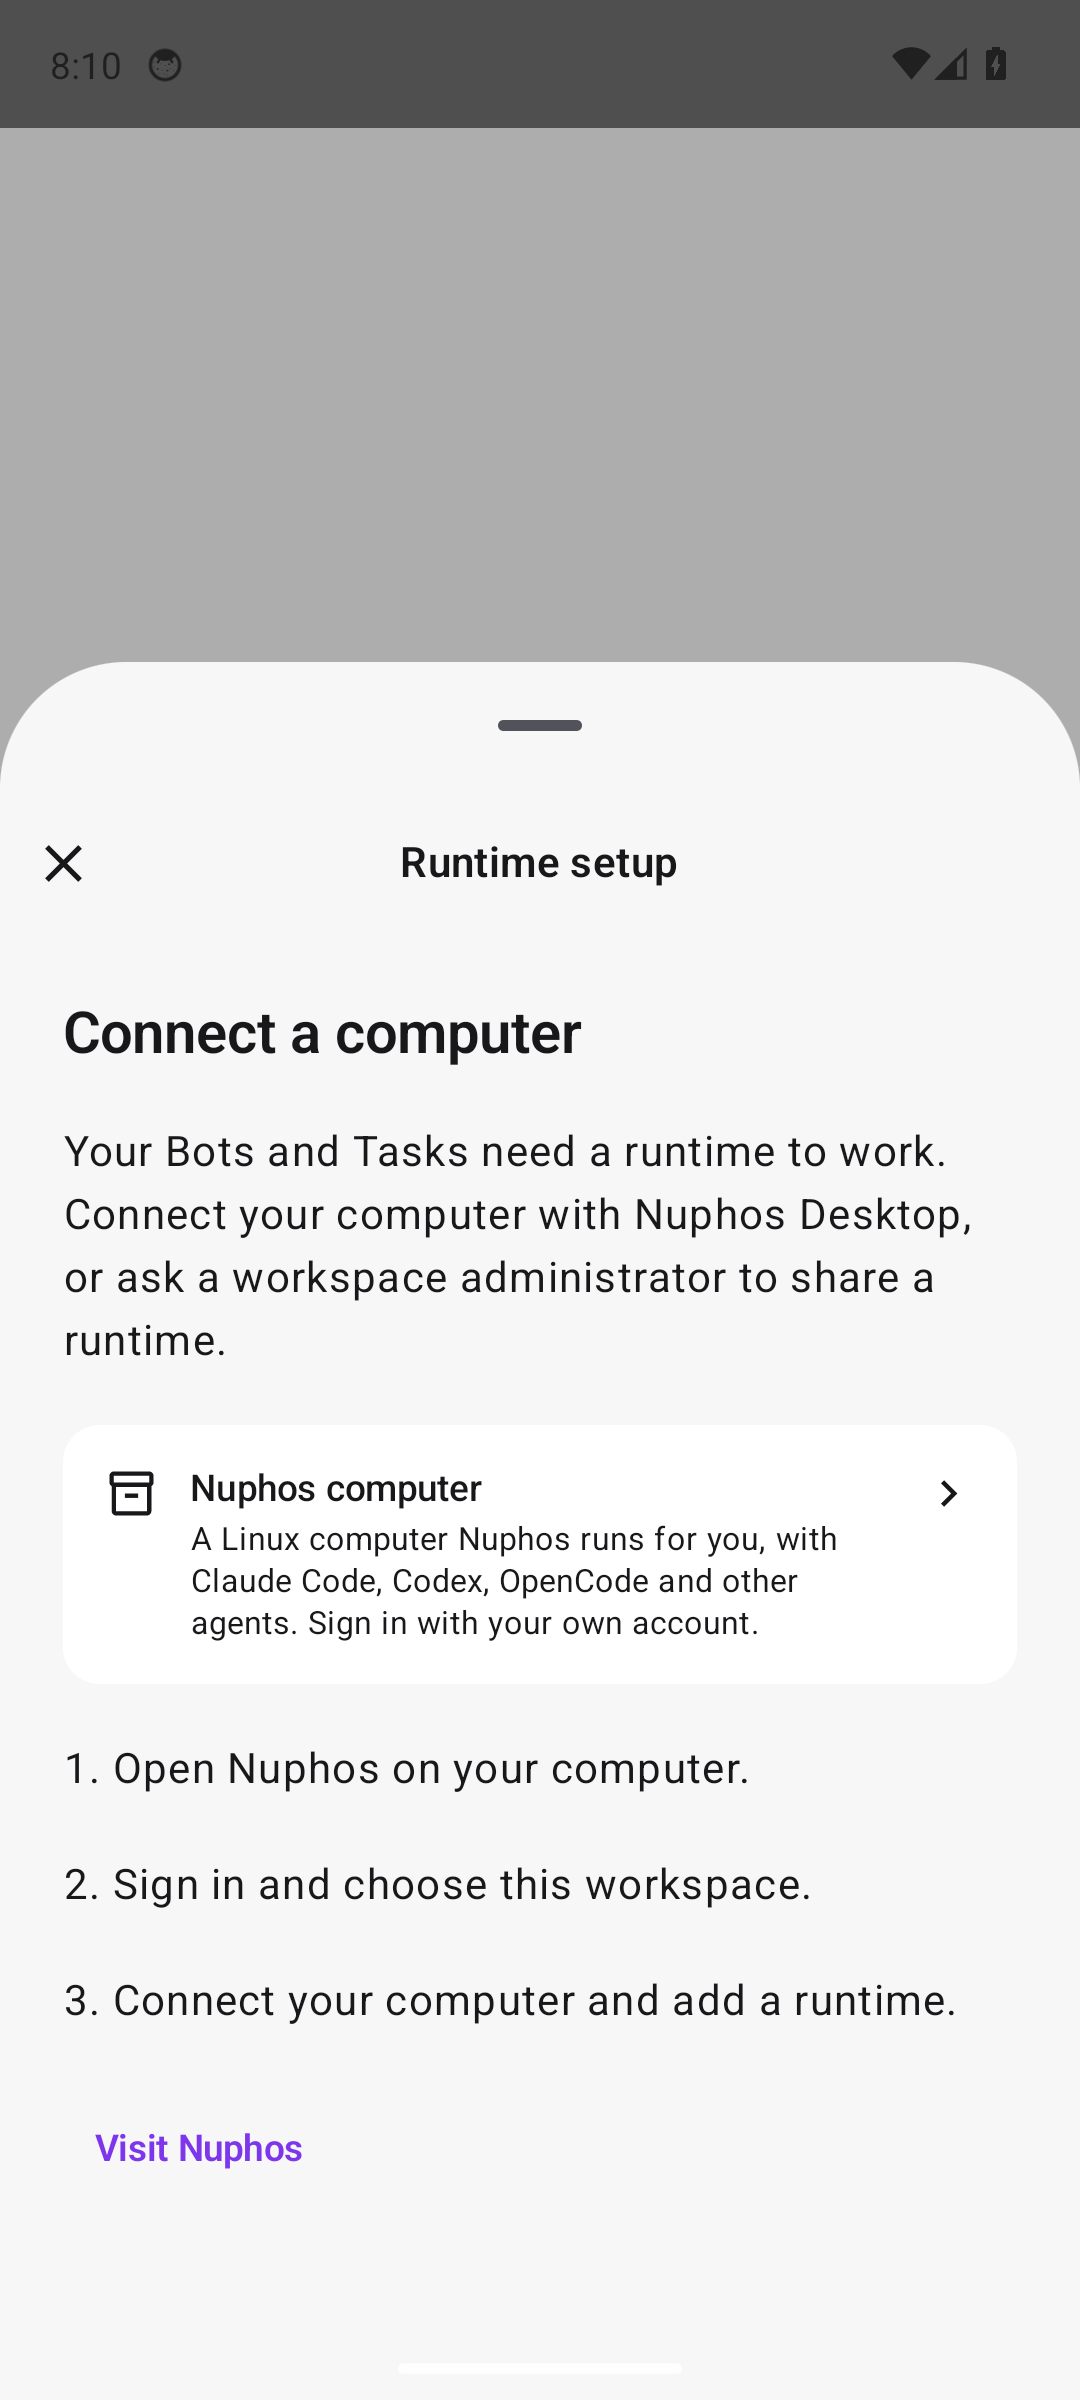 8:10
Runtime setup
Connect a computer
Your Bots and Tasks need a runtime to work.
Connect your computer with Nuphos Desktop,
or ask a workspace administrator to share a
runtime.
Nuphos computer
A Linux computer Nuphos runs for you, with
Claude Code, Codex, OpenCode and other
agents. Sign in with your own account.
1. Open Nuphos on your computer.
2. Sign in and choose this workspace.
3. Connect your computer and add a runtime.
Visit Nuphos